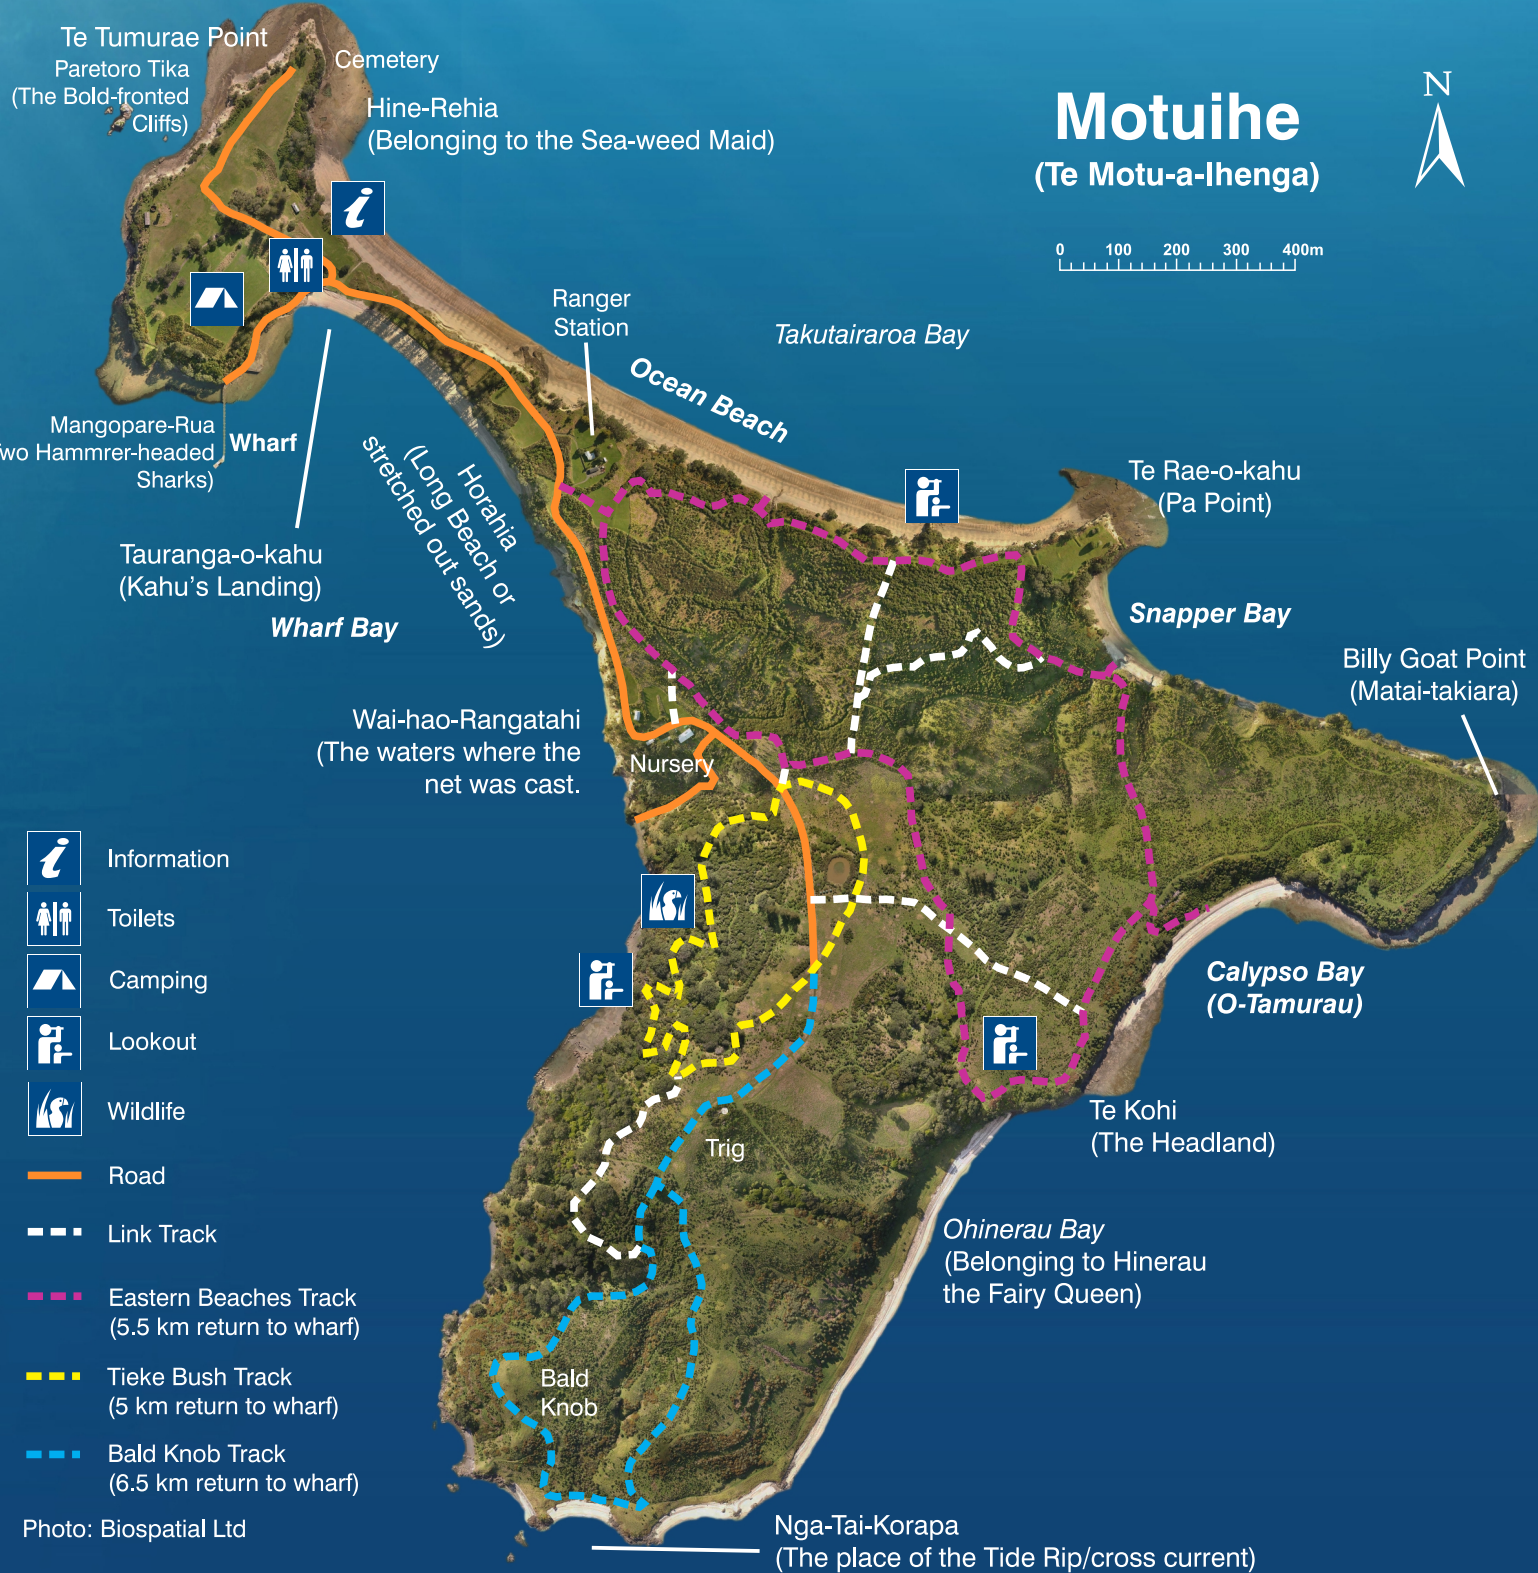 Te Tumurae Point
Paretoro Tika
(The Bold-fronted
Cliffs)
Cemetery
Hine-Rehia
(Belonging to the Sea-weed Maid)
Motuihe
(Te Motu-a-Ihenga)
N
0 100 200 300 400m
Ranger
Station
Takutairaroa Bay
Ocean Beach
Mangopare-Rua
wo Hammrer-headed
Sharks)
Wharf
Horahia
(Long Beach or
stretched out sands)
Te Rae-o-kahu
(Pa Point)
Tauranga-o-kahu
(Kahu's Landing)
Wharf Bay
Snapper Bay
Billy Goat Point
(Matai-takiara)
Wai-hao-Rangatahi
(The waters where the
net was cast.
Nursery
Information
Toilets
Camping
Lookout
Wildlife
Road
Link Track
Eastern Beaches Track
(5.5 km return to wharf)
Tieke Bush Track
(5 km return to wharf)
Bald Knob Track
(6.5 km return to wharf)
Photo: Biospatial Ltd
Calypso Bay
(O-Tamurau)
Te Kohi
(The Headland)
Trig
Ohinerau Bay
(Belonging to Hinerau
the Fairy Queen)
Bald
Knob
Nga-Tai-Korapa
(The place of the Tide Rip/cross current)